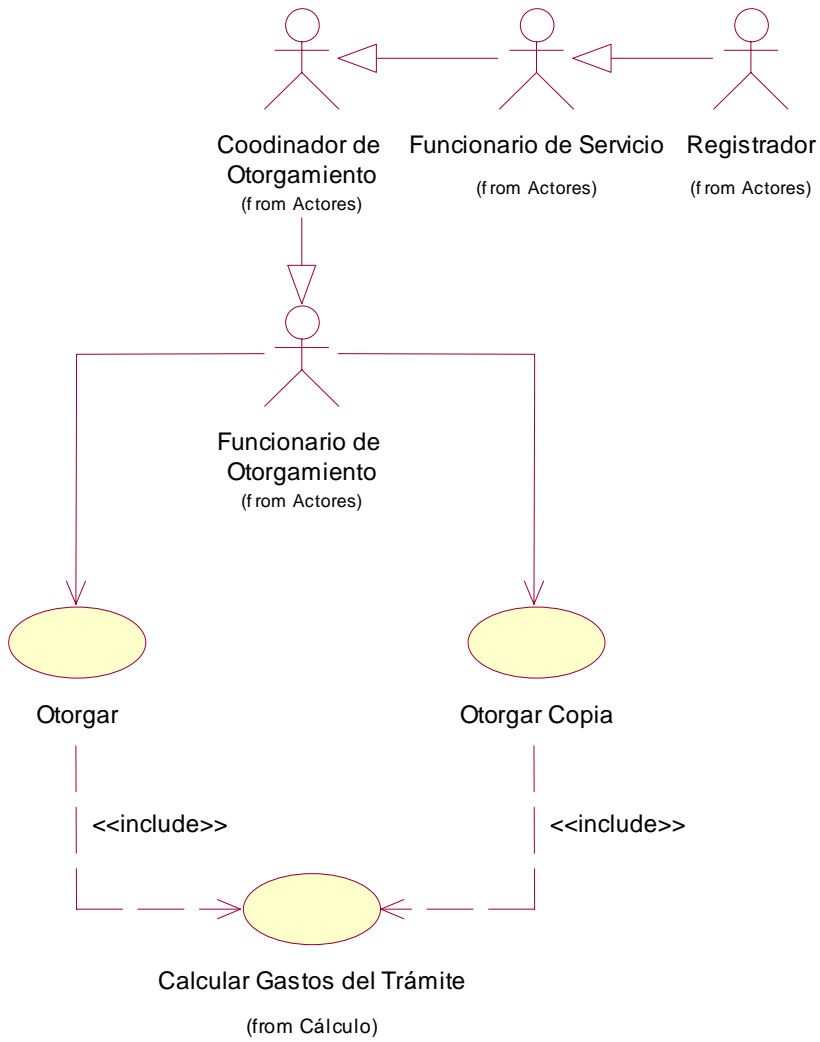 Coodinador de
Otorgamiento
(from Actores)
Funcionario de Servicio
(from Actores)
Registrador
(from Actores)
Funcionario de
Otorgamiento
(from Actores)
Otorgar
Otorgar Copia
<<include>>
<<include>>
Calcular Gastos del Trámite
(from Cálculo)